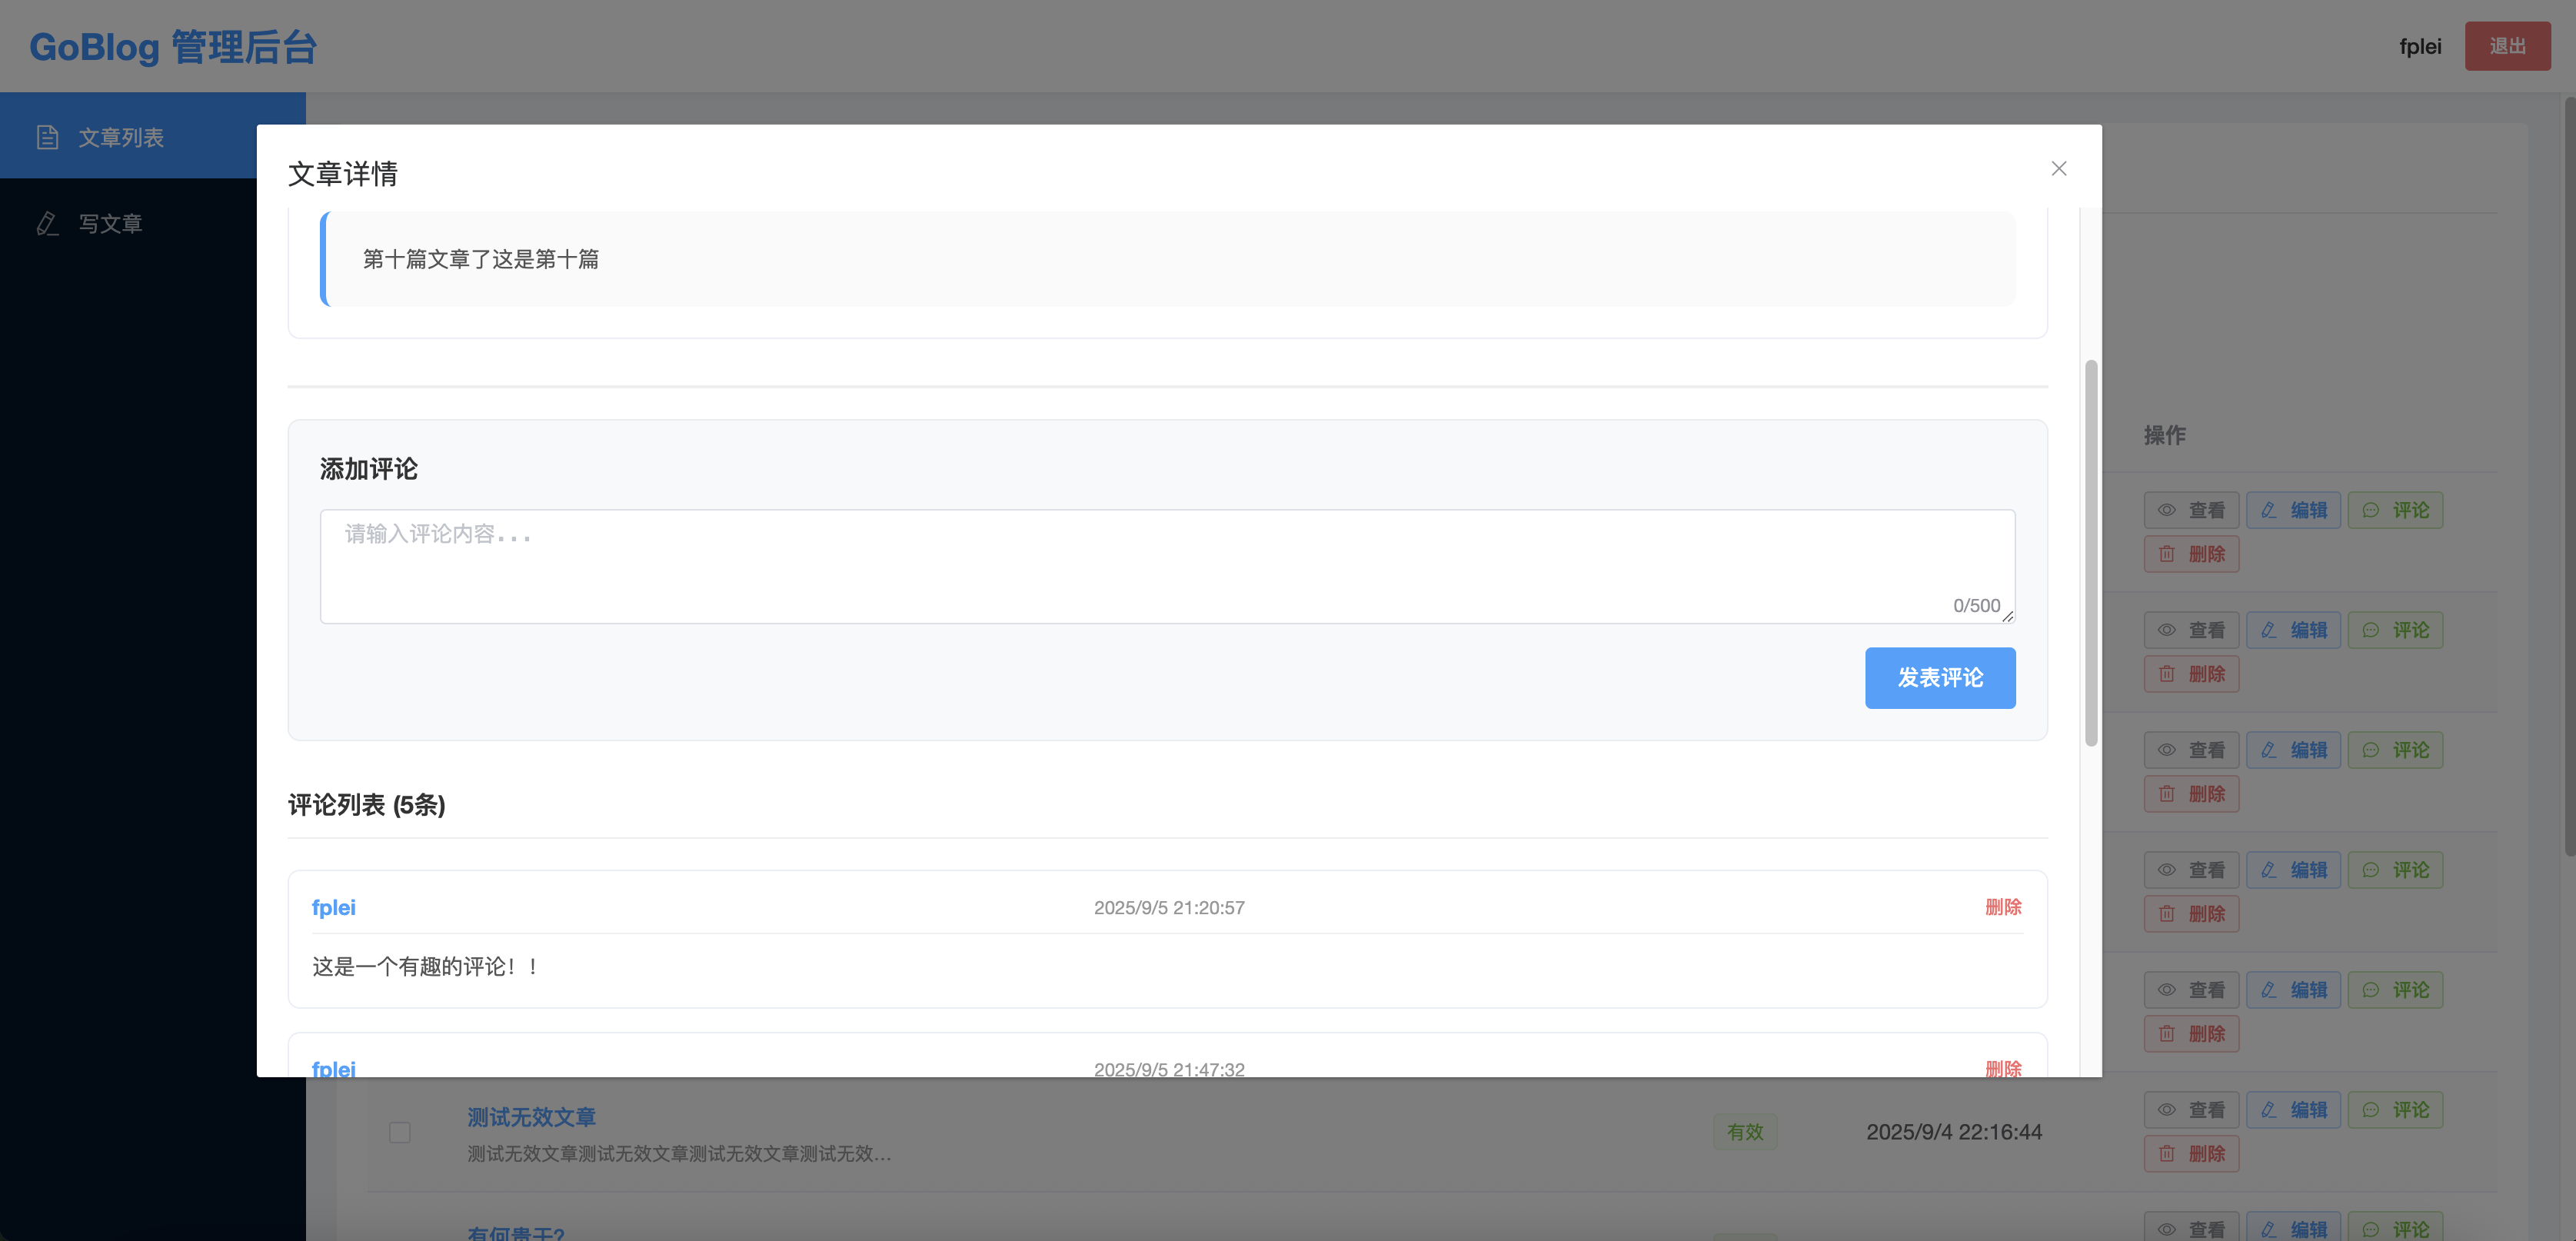 GoBlog 管理后台
fplei
退出
文章列表
写文章
文章详情
第十篇文章了这是第十篇
添加评论
请输入评论内容...
0/500
发表评论
评论列表 (5条)
fplei 2025/9/5 21:20:57 删除
这是一个有趣的评论！！
fplei 2025/9/5 21:47:32 删除
操作
查看 编辑 评论
删除
查看 编辑 评论
删除
查看 编辑 评论
删除
查看 编辑 评论
删除
查看 编辑 评论
删除
测试无效文章
测试无效文章测试无效文章测试无效文章测试无效...
有效
2025/9/4 22:16:44
查看 编辑 评论
删除
有何贵干?
查看 编辑 评论